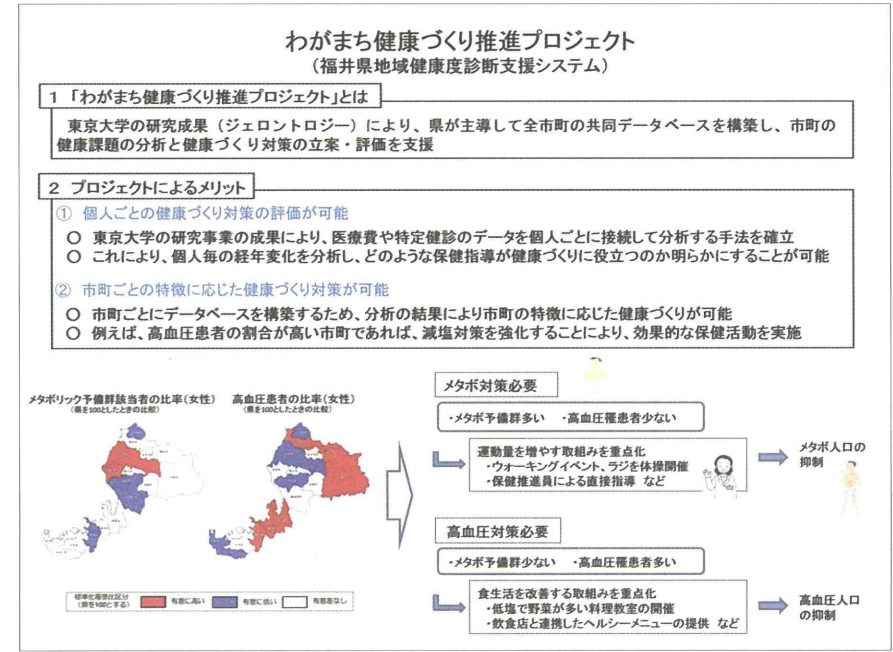 わがまち健康づくり推進プロジェクト
（福井県地域健康度診断支援システム）
1 「わがまち健康づくり推進プロジェクト」とは
東京大学の研究成果（ジェロントロジー）により、県が主導して全市町の共同データベースを構築し、市町の
健康課題の分析と健康づくり対策の立案・評価を支援
2 プロジェクトによるメリット
① 個人ごとの健康づくり対策の評価が可能
○ 東京大学の研究事業の成果により、医療費や特定健診のデータを個人ごとに接続して分析する手法を確立
○ これにより、個人毎の経年変化を分析し、どのような保健指導が健康づくりに役立つのか明らかにすることが可能
② 市町ごとの特徴に応じた健康づくり対策が可能
○ 市町ごとにデータベースを構築するため、分析の結果により市町の特徴に応じた健康づくりが可能
○ 例えば、高血圧患者の割合が高い市町であれば、減塩対策を強化することにより、効果的な保健活動を実施
メタボリック予備群該当者の比率（女性）
（県を100としたときの比較）
高血圧患者の比率（女性）
（県を100としたときの比較）
（県を100とする）
有意に高い
有意に低い
有意差なし
メタボ対策必要
・メタボ予備群多い ・高血圧罹患者少ない
運動量を増やす取組みを重点化
・ウォーキングイベント、ラジを体操開催
・保健推進員による直接指導 など
メタボ人口の
抑制
高血圧対策必要
・メタボ予備群少ない ・高血圧罹患者多い
食生活を改善する取組みを重点化
・低塩で野菜が多い料理教室の開催
・飲食店と連携したヘルシーメニューの提供 など
高血圧人口
の抑制